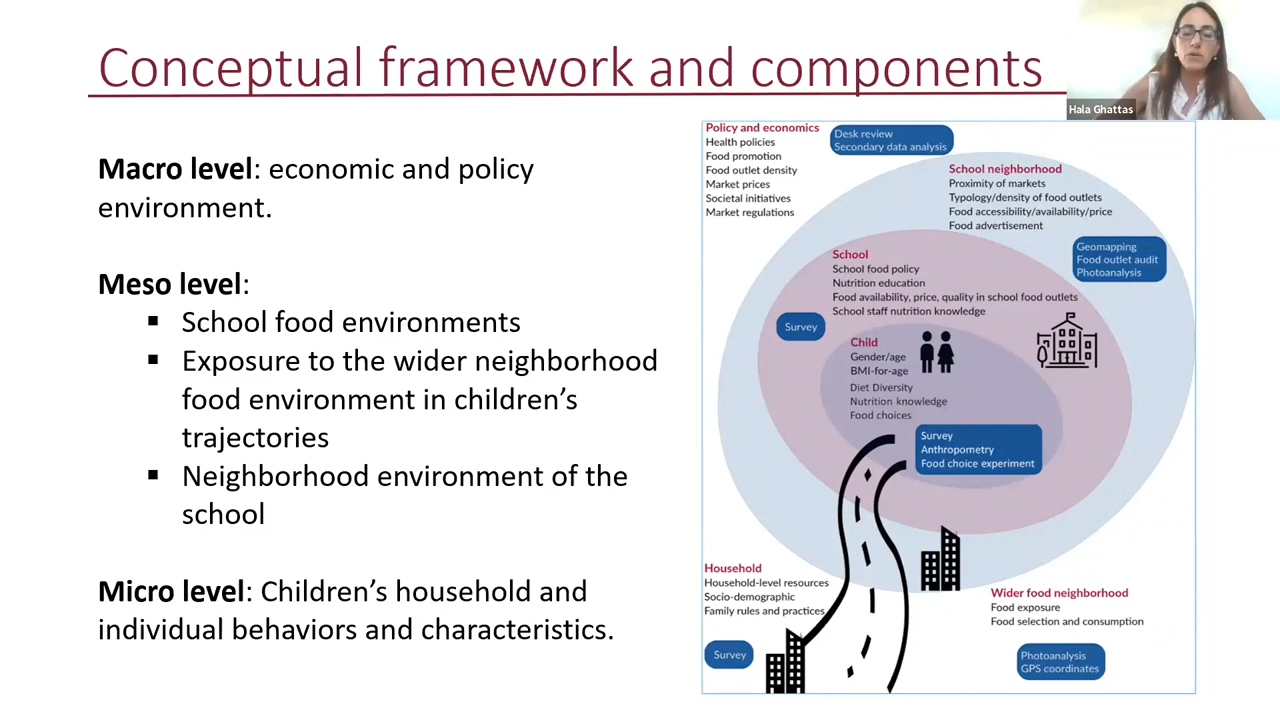 Conceptual framework and components
Hala Ghattas
Macro level: economic and policy
environment.
Meso level:
▪ School food environments
▪ Exposure to the wider neighborhood
food environment in children’s
trajectories
▪ Neighborhood environment of the
school
Micro level: Children’s household and
individual behaviors and characteristics.
Policy and economics
Health policies
Food promotion
Food outlet density
Market prices
Societal initiatives
Market regulations
Desk review
Secondary data analysis
School neighborhood
Proximity of markets
Typology/density of food outlets
Food accessibility/availability/price
Food advertisement
Geomapping
Food outlet audit
Photoanalysis
School
School food policy
Nutrition education
Food availability, price, quality in school food outlets
School staff nutrition knowledge
Survey
Child
Gender/age
BMI-for-age
Diet Diversity
Nutrition knowledge
Food choices
Survey
Anthropometry
Food choice experiment
Household
Household-level resources
Socio-demographic
Family rules and practices
Survey
Wider food neighborhood
Food exposure
Food selection and consumption
Photoanalysis
GPS coordinates